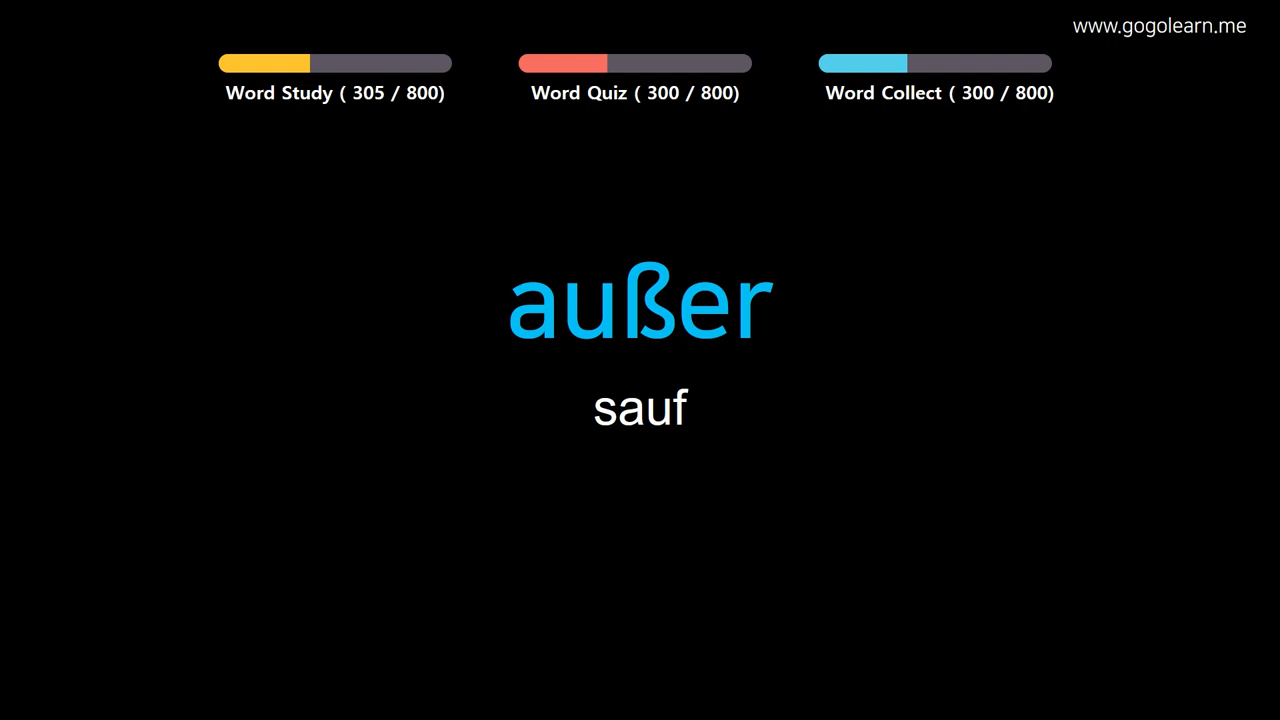 www.gogolearn.me
Word Study ( 305 / 800)
Word Quiz ( 300 / 800)
Word Collect ( 300 / 800)
außer
sauf